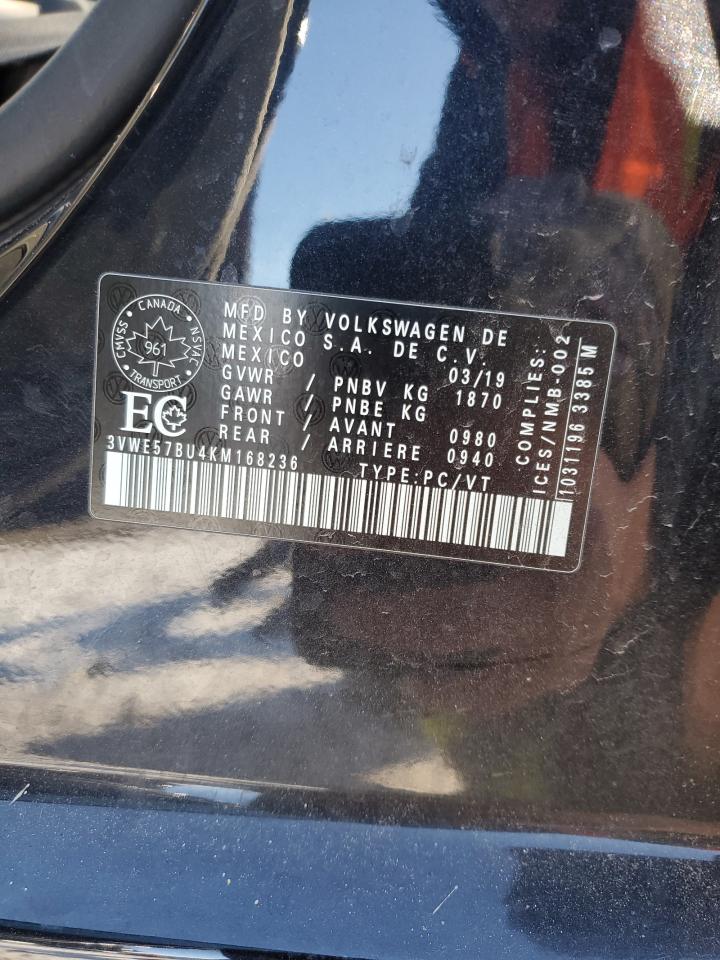 CANADA
CMVSS
NSVAC
961
TRANSPORT
EC
MFD BY VOLKSWAGEN DE
MEXICO S.A. DE C.V.
MEXICO 03/19
GVWR / PNBV KG 1870
GAWR / PNBE KG
FRONT / AVANT 0980
REAR / ARRIERE 0940
3VWE57BU4KM168236 TYPE:PC/VT
COMPLIES:
ICES/NMB-002
1031196 3385 M